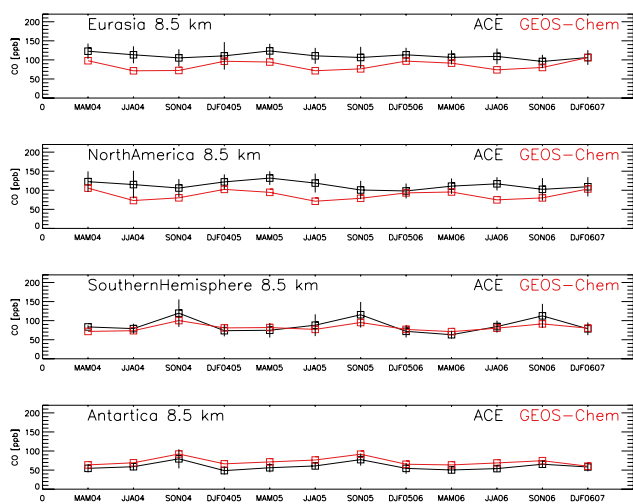 Eurasia 8.5 km ACE GEOS-Chem
CO [ppb]
200
150
100
50
0
0 MAM04 JJA04 SON04 DJF0405 MAM05 JJA05 SON05 DJF0506 MAM06 JJA06 SON06 DJF0607
NorthAmerica 8.5 km ACE GEOS-Chem
CO [ppb]
200
150
100
50
0
0 MAM04 JJA04 SON04 DJF0405 MAM05 JJA05 SON05 DJF0506 MAM06 JJA06 SON06 DJF0607
SouthernHemisphere 8.5 km ACE GEOS-Chem
CO [ppb]
200
150
100
50
0
0 MAM04 JJA04 SON04 DJF0405 MAM05 JJA05 SON05 DJF0506 MAM06 JJA06 SON06 DJF0607
Antartica 8.5 km ACE GEOS-Chem
CO [ppb]
200
150
100
50
0
0 MAM04 JJA04 SON04 DJF0405 MAM05 JJA05 SON05 DJF0506 MAM06 JJA06 SON06 DJF0607